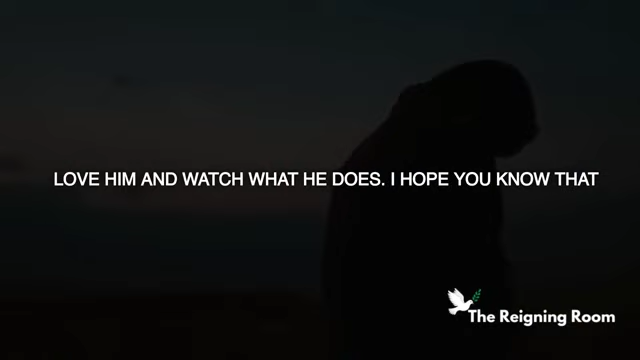 LOVE HIM AND WATCH WHAT HE DOES. I HOPE YOU KNOW THAT
The Reigning Room